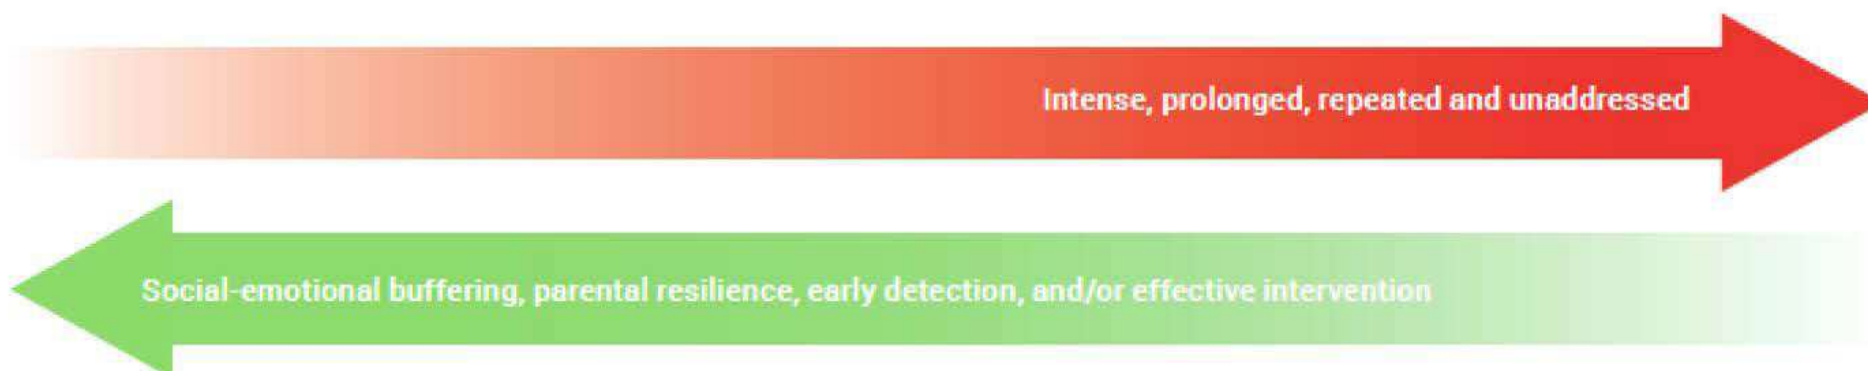 Intense, prolonged, repeated and unaddressed
Social-emotional buffering, parental resilience, early detection, and/or effective intervention